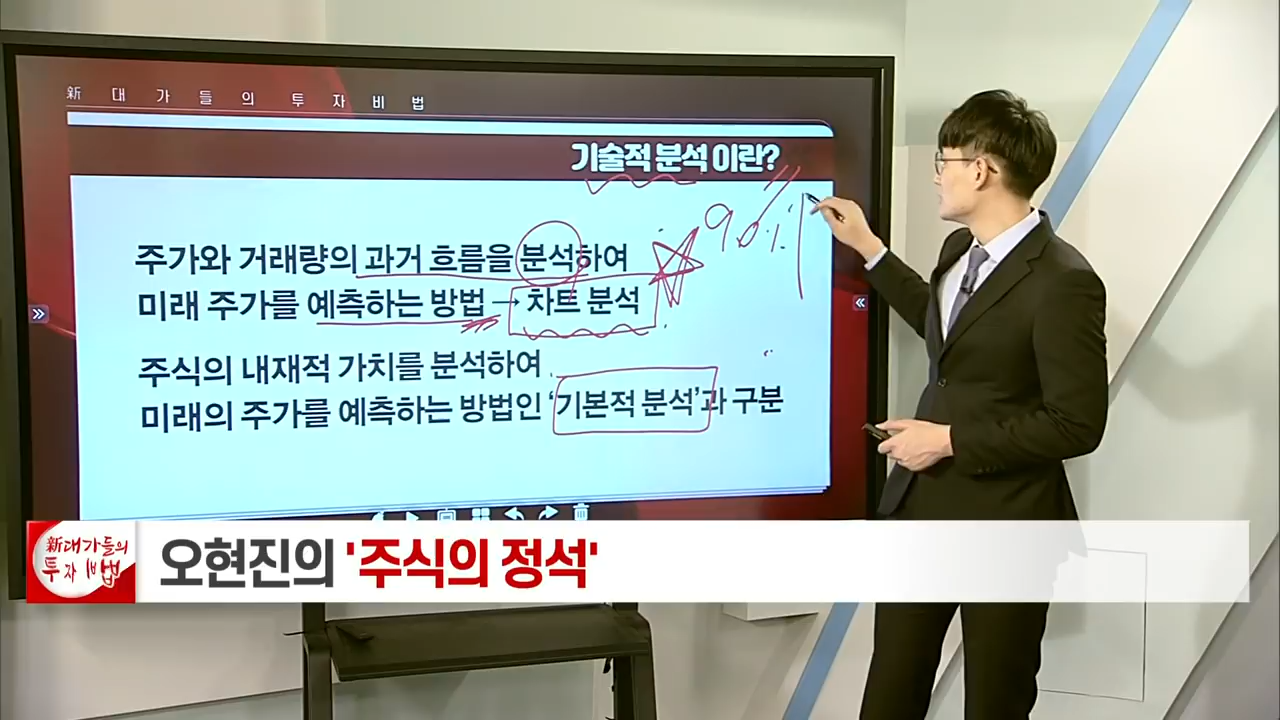 新 대가들의 투자비법
기술적 분석 이란?
90%
주가와 거래량의 과거 흐름을 분석하여
미래 주가를 예측하는 방법 → 차트 분석
주식의 내재적 가치를 분석하여
미래의 주가를 예측하는 방법인 '기본적 분석'과 구분
新대가들의
투자비법
오현진의 '주식의 정석'